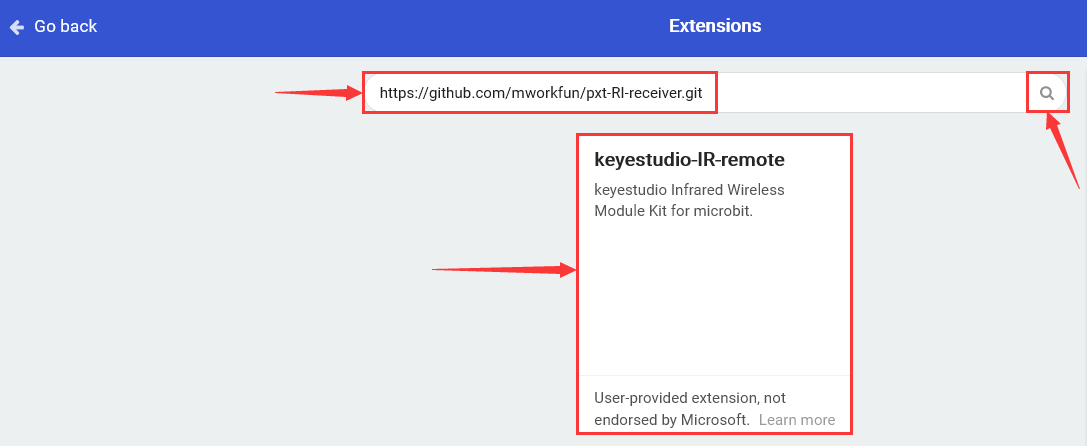 Go back
Extensions
https://github.com/mworkfun/pxt-RI-receiver.git
keyestudio-IR-remote
keyestudio Infrared Wireless
Module Kit for microbit.
User-provided extension, not
endorsed by Microsoft. Learn more